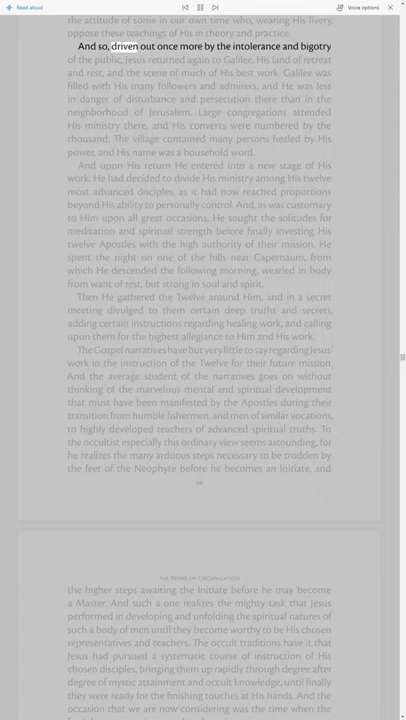 Read aloud
Voice options
the attitude of some in our own time who, wearing His livery,
oppose these teachings of His in theory and practice.
And so, driven out once more by the intolerance and bigotry
of the public, Jesus returned again to Galilee, His land of retreat
and rest, and the scene of much of His best work. Galilee was
filled with His many followers and admirers, and He was less
in danger of disturbance and persecution there than in the
neighborhood of Jerusalem. Large congregations attended
His ministry there, and His converts were numbered by the
thousand. The village contained many persons healed by His
power, and His name was a household word.
And upon His return He entered into a new stage of His
work. He had decided to divide His ministry among His twelve
most advanced disciples, as it had now reached proportions
beyond His ability to personally control. And, as was customary
to Him upon all great occasions, He sought the solitudes for
meditation and spiritual strength before finally investing His
twelve Apostles with the high authority of their mission. He
spent the night on one of the hills near Capernaum, from
which He descended the following morning, wearied in body
from want of rest, but strong in soul and spirit.
Then He gathered the Twelve around Him, and in a secret
meeting divulged to them certain deep truths and secrets,
adding certain instructions regarding healing work, and calling
upon them for the highest allegiance to Him and His work.
The Gospel narratives have but very little to say regarding Jesus'
work in the instruction of the Twelve for their future mission.
And the average student of the narratives goes on without
thinking of the marvelous mental and spiritual development
that must have been manifested by the Apostles during their
transition from humble fishermen, and men of similar vocations,
to highly developed teachers of advanced spiritual truths. To
the occultist especially this ordinary view seems astounding, for
he realizes the many arduous steps necessary to be trodden by
the feet of the Neophyte before he becomes an Initiate, and
The Work of Organization
the higher steps awaiting the Initiate before he may become
a Master. And such a one realizes the mighty task that Jesus
performed in developing and unfolding the spiritual natures of
such a body of men until they became worthy to be His chosen
representatives and teachers. The occult traditions have it that
Jesus had pursued a systematic course of instruction of His
chosen disciples, bringing them up rapidly through degree after
degree of mystic attainment and occult knowledge, until finally
they were ready for the finishing touches at His hands. And the
occasion that we are now considering was the time when the